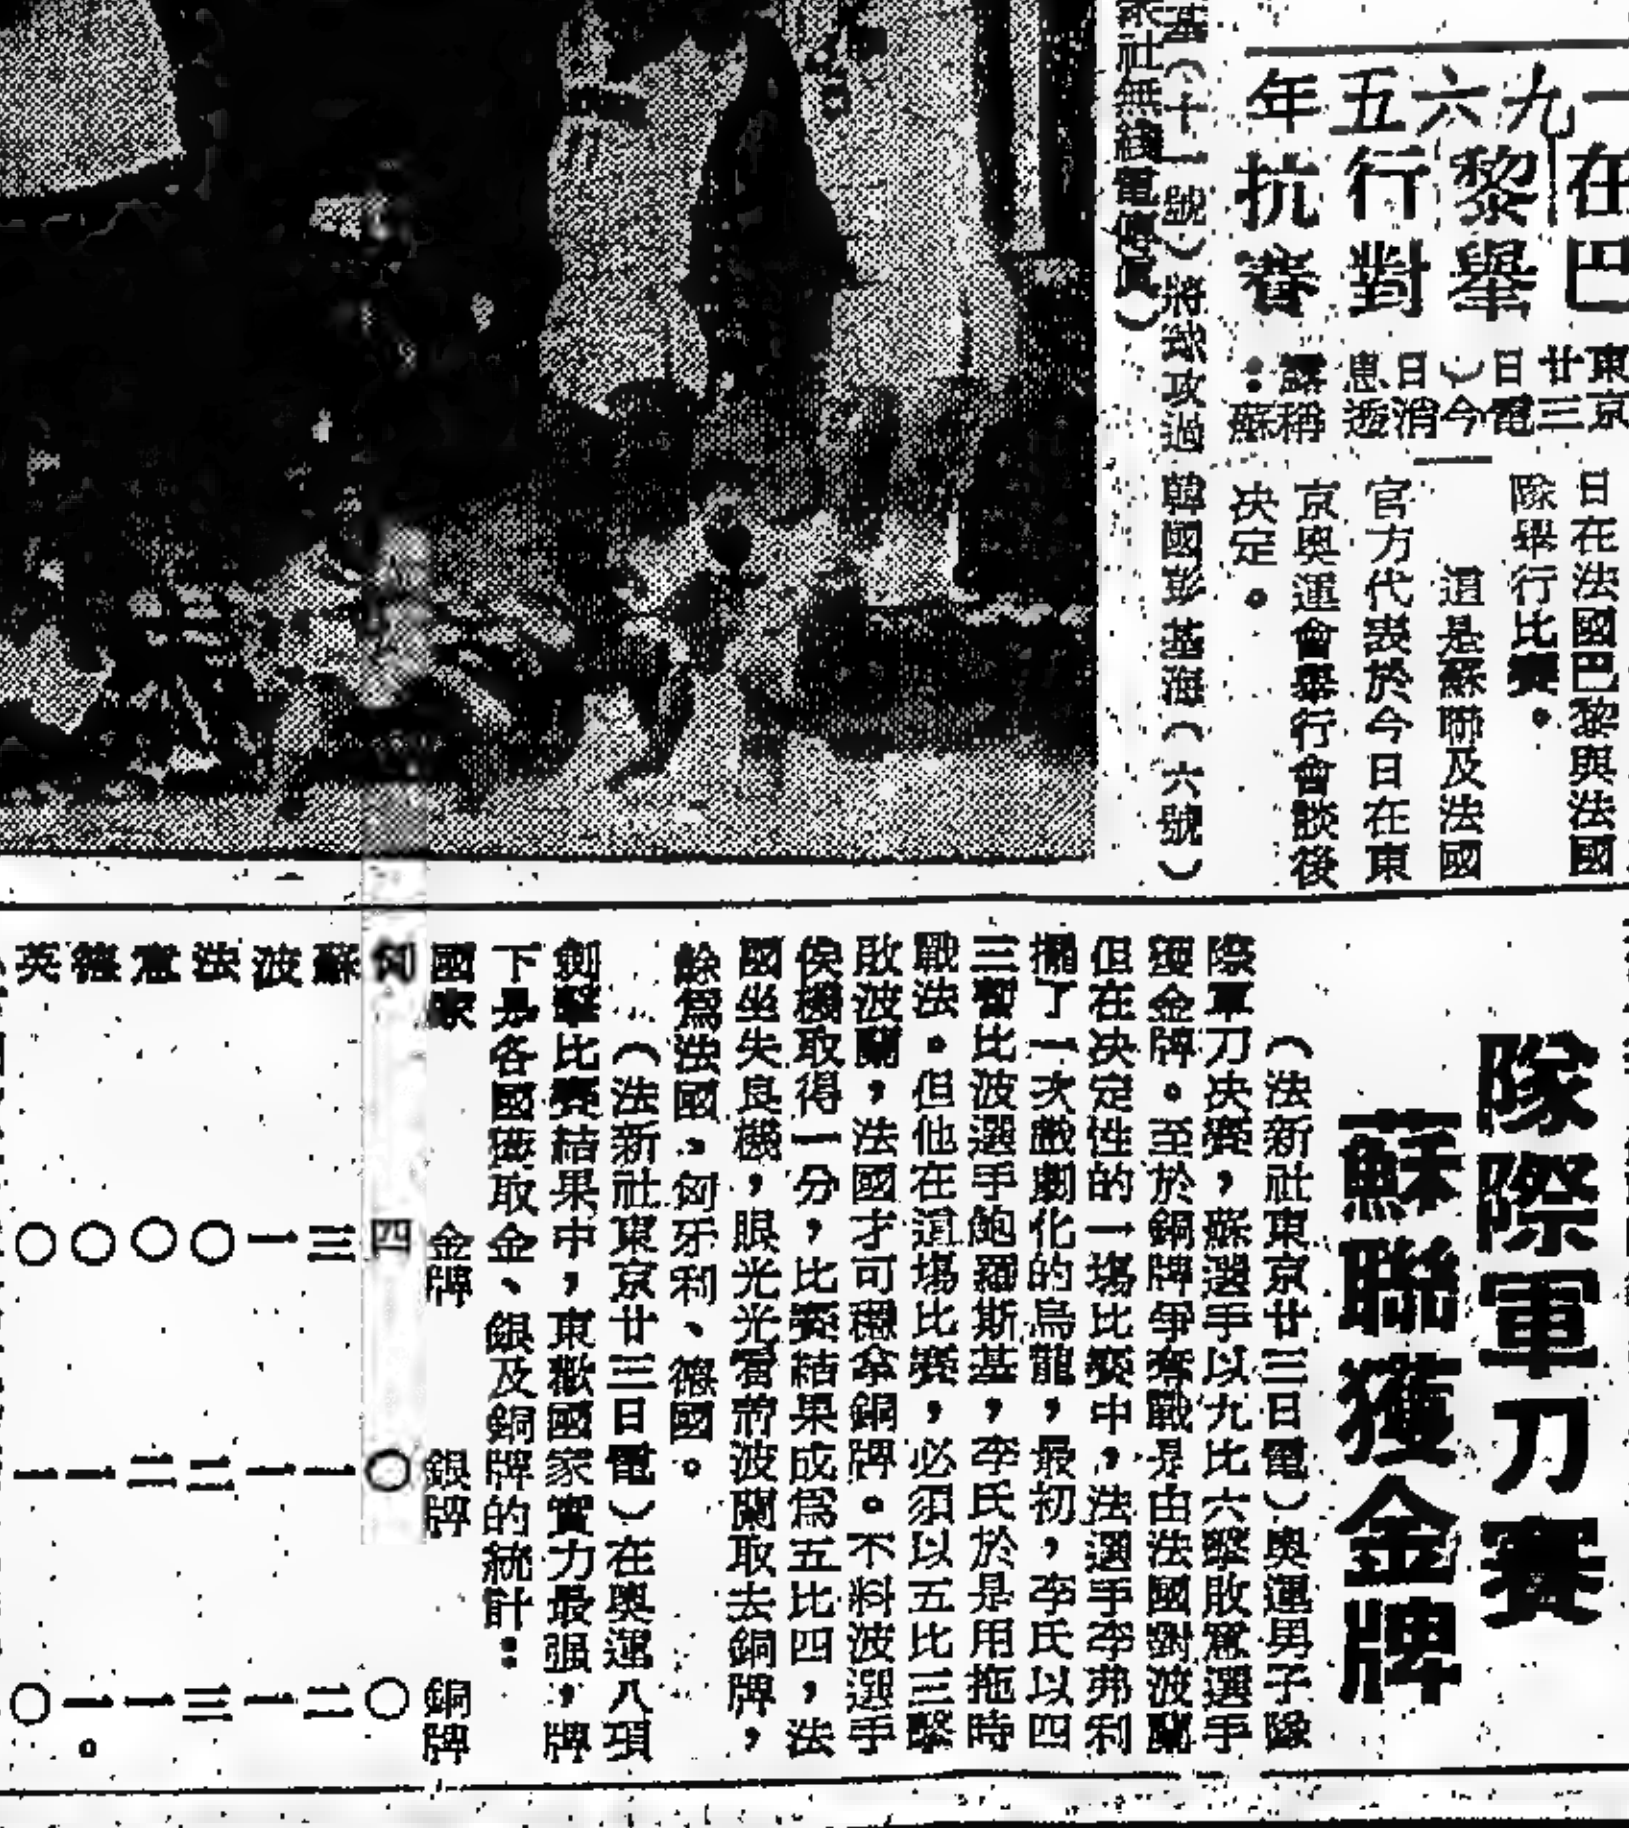 一九六五年
在黎行抗
巴舉對賽
東京
廿三
日電
）今
日消
息透
露稱
：蘇
日在法國巴黎與法國
隊舉行比賽。
這是蘇聯及法國
官方代表於今日在東
京奧運會舉行會談後
決定。
基（十一號）將球攻過韓國彭基海（六號）
社無綫電傳眞）
隊際軍刀賽
蘇聯獲金牌
（法新社東京廿三日電）奧運男子隊
際軍刀決賽，蘇選手以九比六擊敗意選手
獲金牌。至於銅牌爭奪戰是由法國對波蘭
但在決定性的一塲比賽中，法選手李弗利
擺了一次戲劇化的烏龍，最初，李氏以四
三奪比波選手鮑羅斯基，李氏於是用拖時
戰法。但他在這塲比賽，必須以五比三擊
敗波蘭，法國才可穩拿銅牌。不料波選手
俟機取得一分，比賽結果成爲五比四，法
國坐失良機，眼光光看着波蘭取去銅牌，
餘爲法國、匈牙利、德國。
（法新社東京廿三日電）在奧運八項
劍擊比賽結果中，東歐國家實力最强，牌
下是各國獲取金、銀及銅牌的統計：
國家 金牌 銀牌 銅牌
匈 四 〇 〇
蘇 三 一 二
波 一 一 一
法 〇 二 三
意 〇 二 一
德 〇 一 一。
英 〇 一 〇